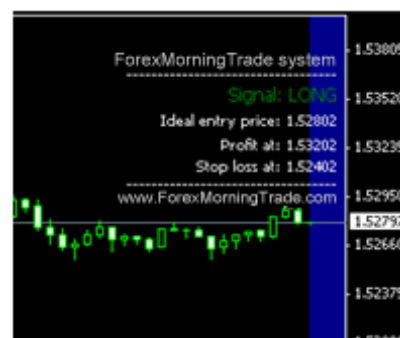 ForexMorningTrade system
Signal: LONG
Ideal entry price: 1.52802
Profit at: 1.53202
Stop loss at: 1.52402
www.ForexMorningTrade.com
1.53805
1.53520
1.53235
1.52950
1.52797
1.52660
1.52375